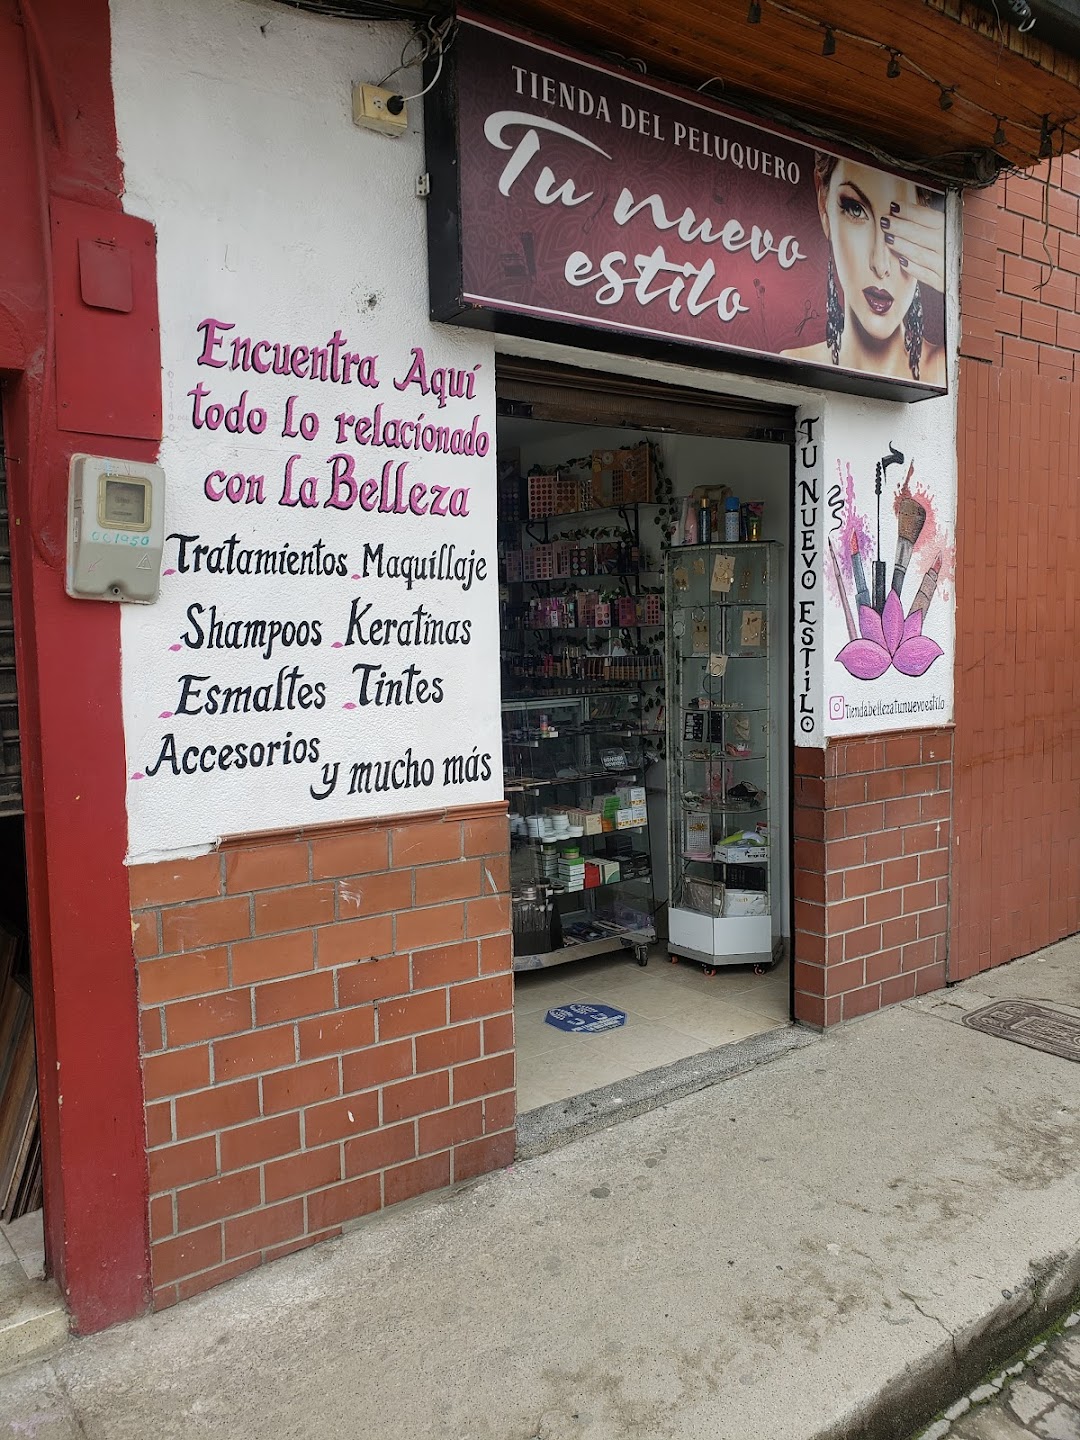 TIENDA DEL PELUQUERO
Tu nuevo
estilo
Encuentra Aquí
todo lo relacionado
con la Belleza
Tratamientos Maquillaje
Shampoos Keratinas
Esmaltes Tintes
Accesorios
y mucho más
001950
TU NUEVO ESTiLO
TiendabellezaTunuevoestilo